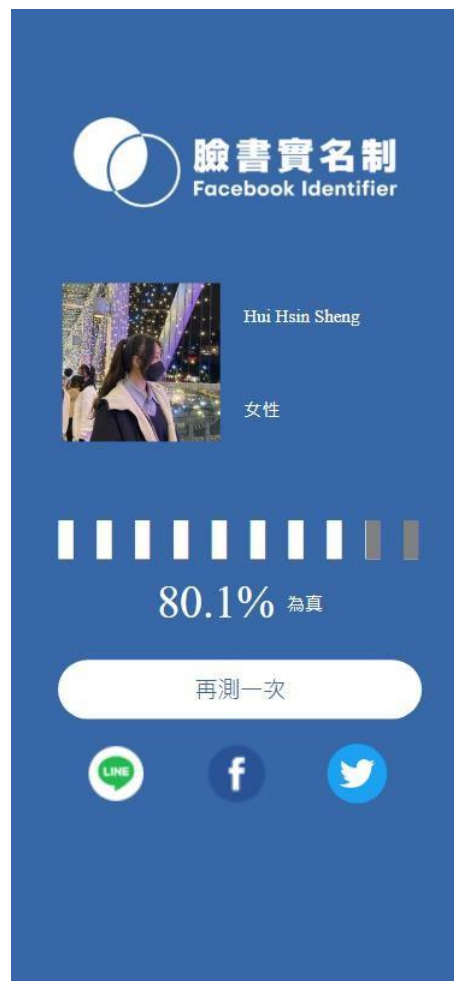 臉書實名制
Facebook Identifier
Hui Hsin Sheng
女性
80.1% 為真
再測一次
LINE